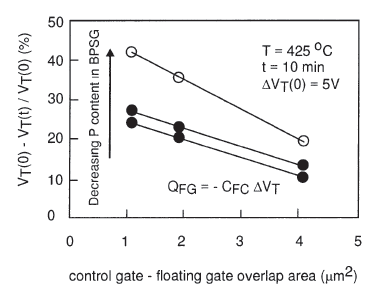 50
40
30
20
10
0
V_T(0) - V_T(t) / V_T(0) (%)
Decreasing P content in BPSG
T = 425 °C
t = 10 min
ΔV_T(0) = 5V
Q_FG = - C_FC ΔV_T
0 1 2 3 4 5
control gate - floating gate overlap area (μm²)